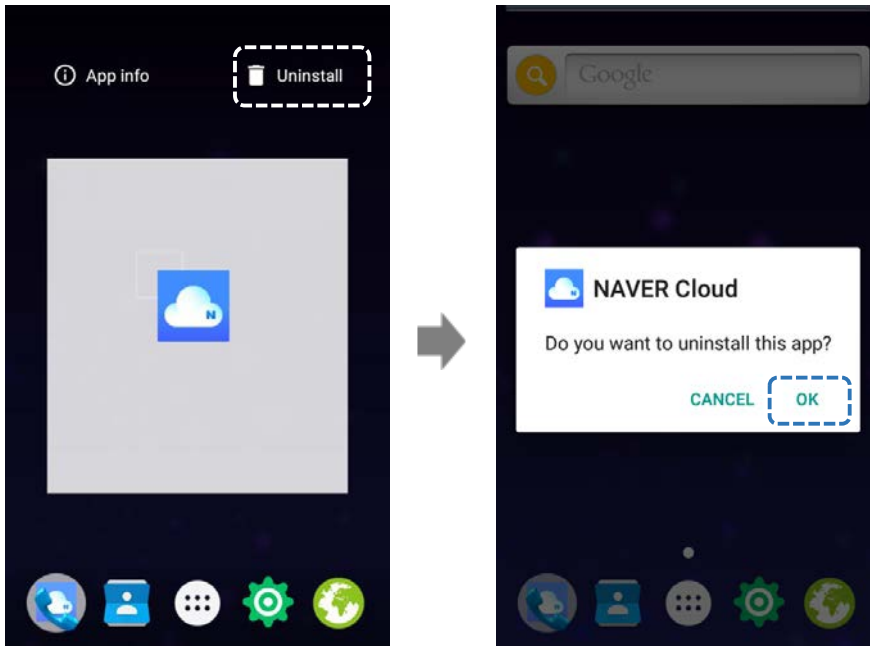 App info
Uninstall
N
Google
NAVER Cloud
Do you want to uninstall this app?
CANCEL
OK